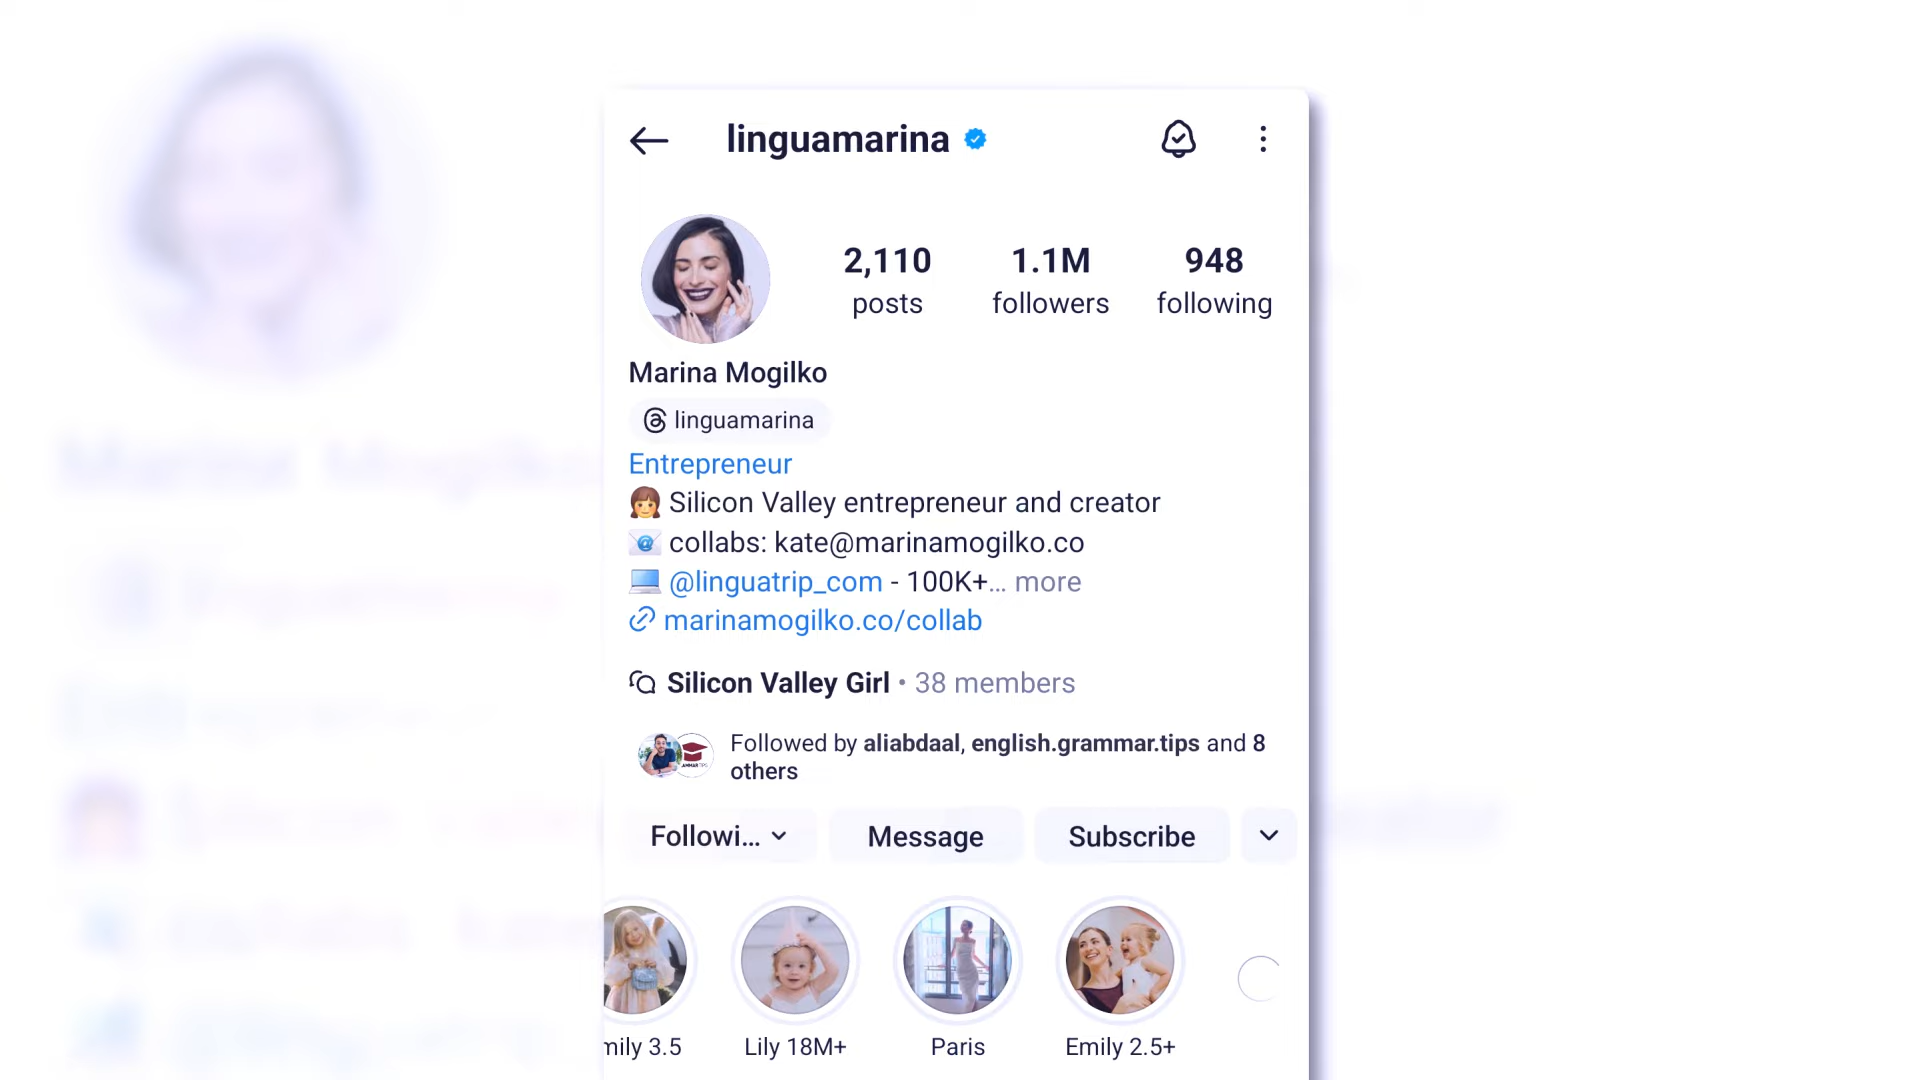 linguamarina
2,110 1.1M 948
posts followers following
Marina Mogilko
linguamarina
Entrepreneur
Silicon Valley entrepreneur and creator
collabs: kate@marinamogilko.co
@linguatrip_com - 100K+... more
marinamogilko.co/collab
Silicon Valley Girl • 38 members
Followed by aliabdaal, english.grammar.tips and 8
others
Followi... Message Subscribe
mily 3.5 Lily 18M+ Paris Emily 2.5+